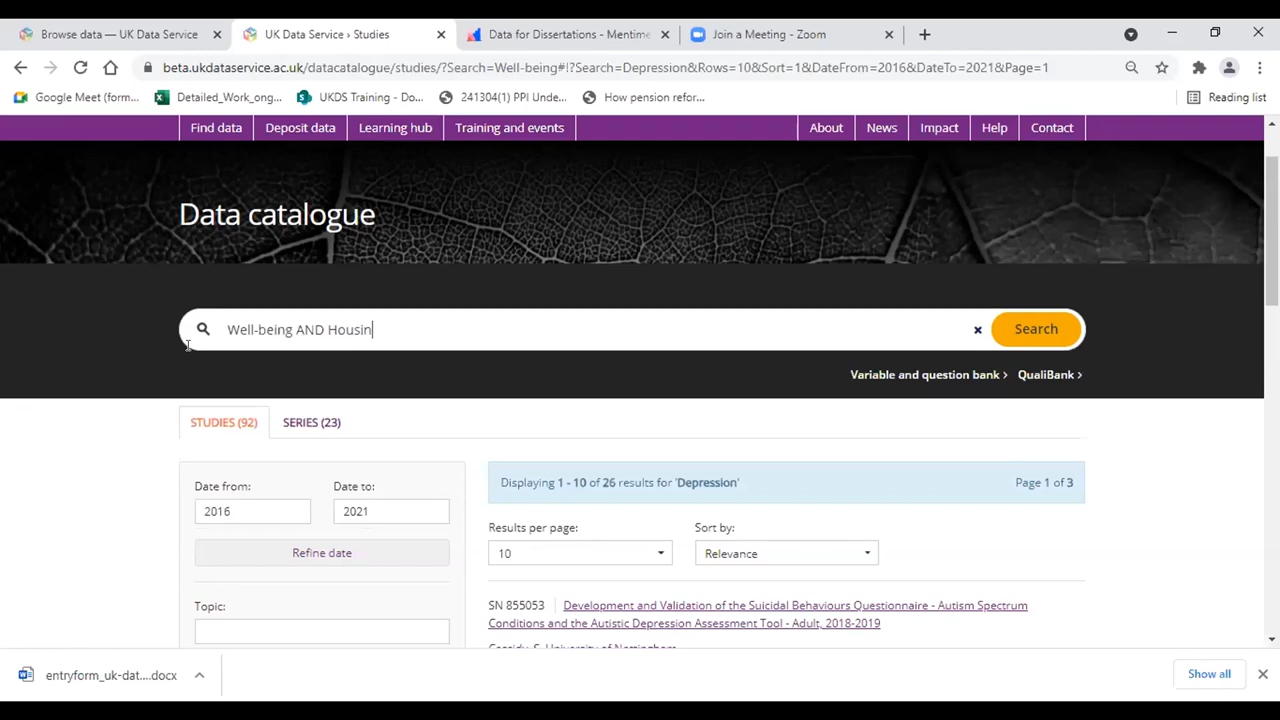 Browse data — UK Data Service
UK Data Service › Studies
Data for Dissertations - Mentime
Join a Meeting - Zoom
beta.ukdataservice.ac.uk/datacatalogue/studies/?Search=Well-being#!?Search=Depression&Rows=10&Sort=1&DateFrom=2016&DateTo=2021&Page=1
Google Meet (form...
Detailed_Work_ong...
UKDS Training - Do...
241304(1) PPI Unde...
How pension refor...
Reading list
Find data
Deposit data
Learning hub
Training and events
About
News
Impact
Help
Contact
Data catalogue
Well-being AND Housin
Search
Variable and question bank >
QualiBank >
STUDIES (92)
SERIES (23)
Date from:
Date to:
2016
2021
Refine date
Topic:
Displaying 1 - 10 of 26 results for 'Depression'
Page 1 of 3
Results per page:
Sort by:
10
Relevance
SN 855053
Development and Validation of the Suicidal Behaviours Questionnaire - Autism Spectrum
Conditions and the Autistic Depression Assessment Tool - Adult, 2018-2019
Cassidy, S, University of Nottingham
entryform_uk-dat....docx
Show all